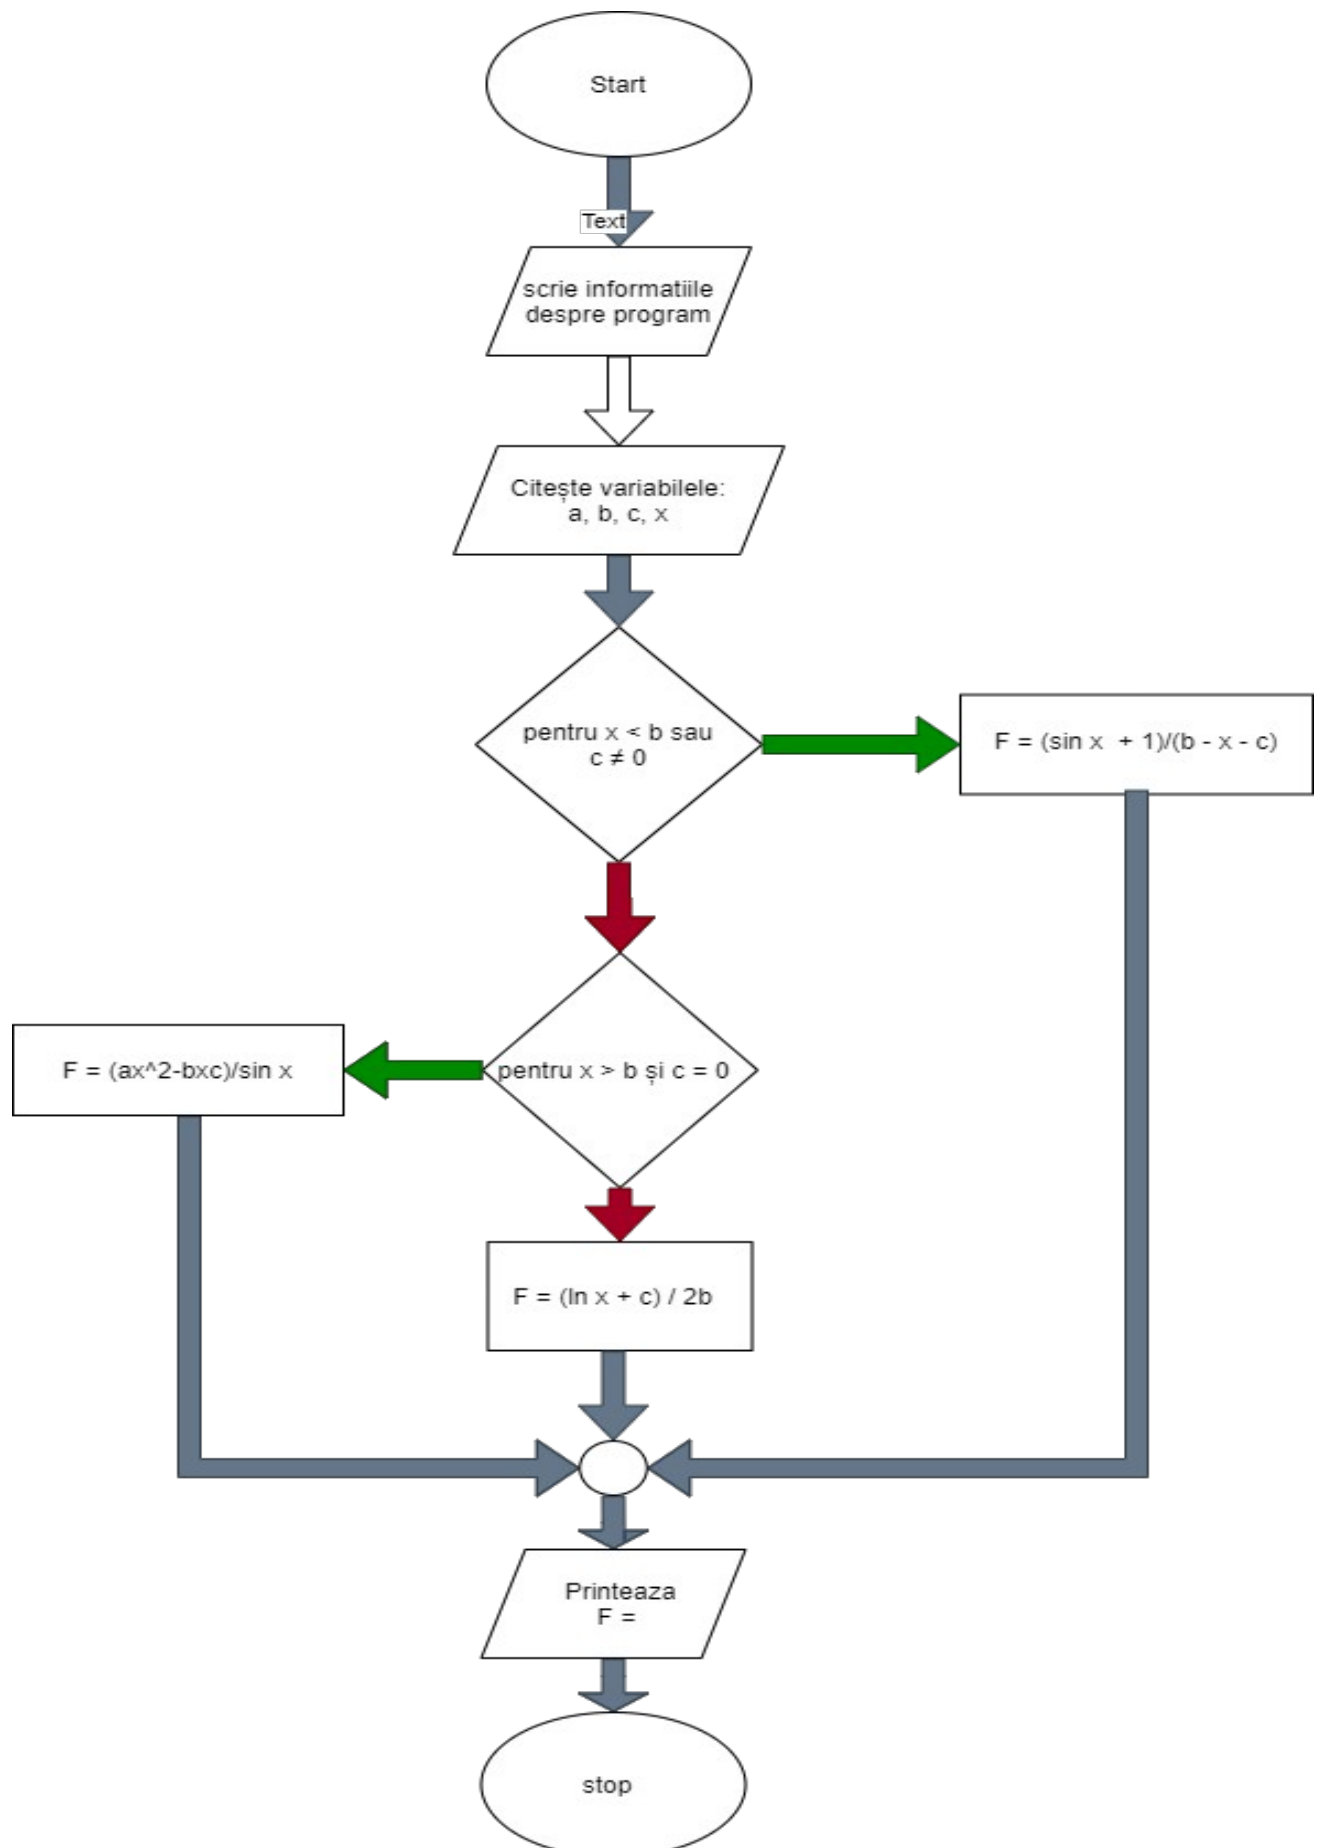 Start
Text
scrie informatiile
despre program
Citește variabilele:
a, b, c, x
pentru x < b sau
c ≠ 0
F = (sin x + 1)/(b - x - c)
F = (ax^2-bxc)/sin x
pentru x > b și c = 0
F = (ln x + c) / 2b
Printeaza
F =
stop